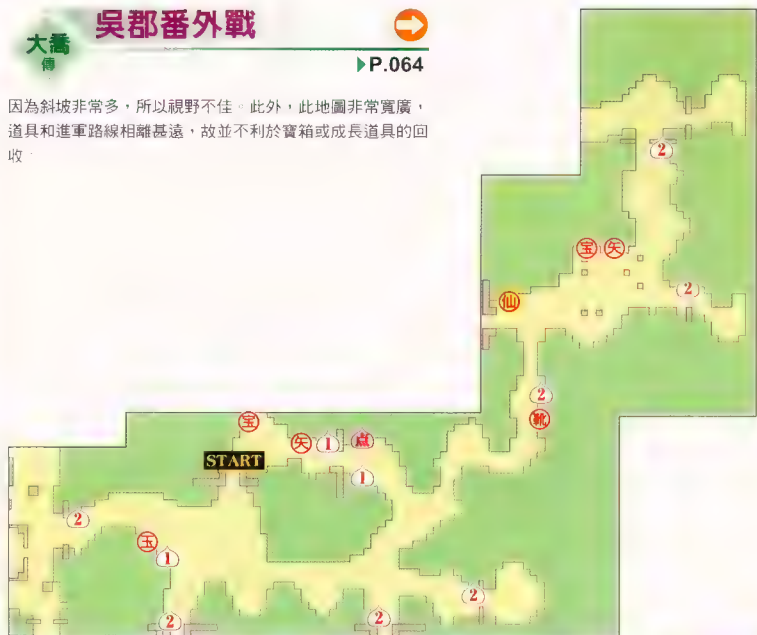 吳郡番外戰
大喬
傳
P.064
因為斜坡非常多，所以視野不佳。此外，此地圖非常寬廣，
道具和進軍路線相離甚遠，故並不利於寶箱或成長道具的回
收
2
宝 矢
2
仙
2
靴
宝
矢 1 点
START
1
2
玉
1
2
2
2